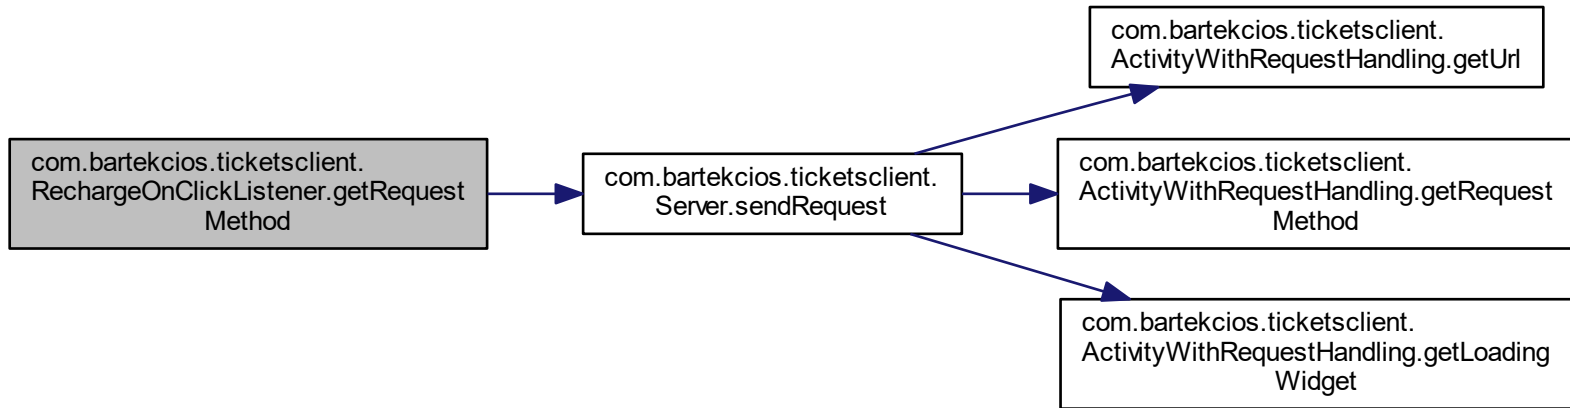 com.bartekcios.ticketsclient.
RechargeOnClickListener.getRequest
Method
com.bartekcios.ticketsclient.
Server.sendRequest
com.bartekcios.ticketsclient.
ActivityWithRequestHandling.getUrl
com.bartekcios.ticketsclient.
ActivityWithRequestHandling.getRequest
Method
com.bartekcios.ticketsclient.
ActivityWithRequestHandling.getLoading
Widget